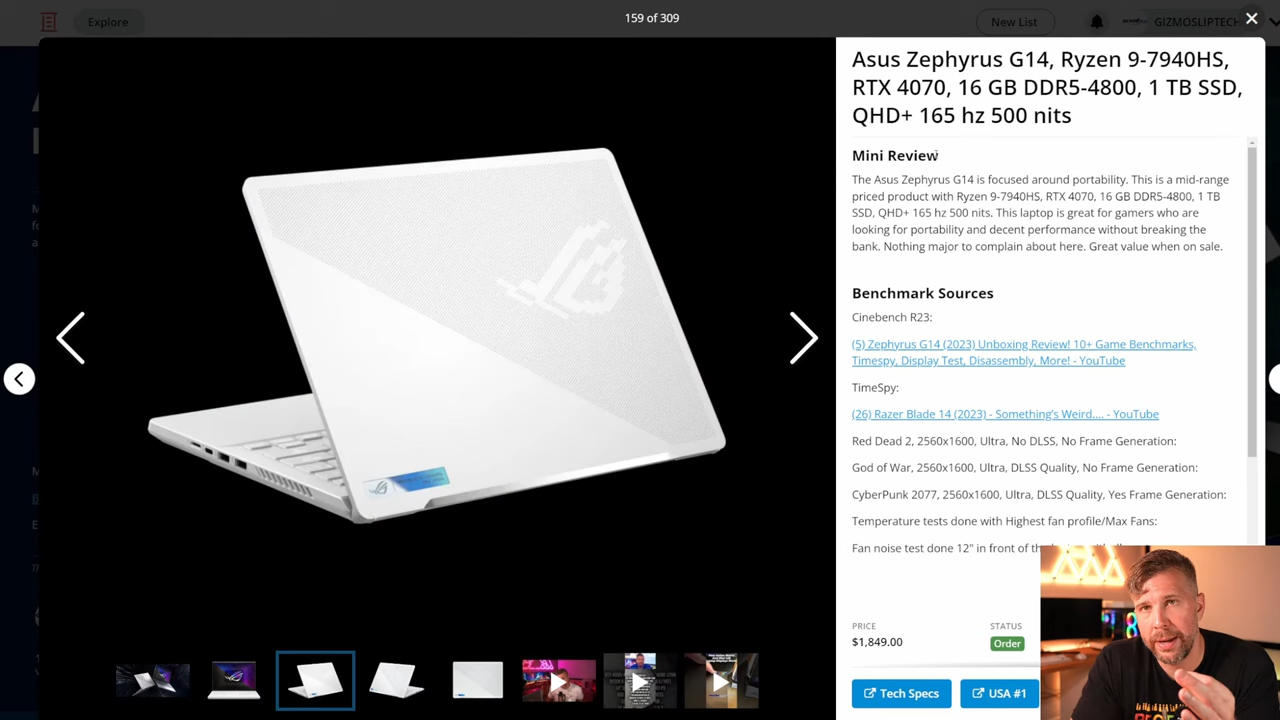 159 of 309
Explore
New List
GIZMOSLIPTECH
Asus Zephyrus G14, Ryzen 9-7940HS,
RTX 4070, 16 GB DDR5-4800, 1 TB SSD,
QHD+ 165 hz 500 nits
Mini Review
The Asus Zephyrus G14 is focused around portability. This is a mid-range
priced product with Ryzen 9-7940HS, RTX 4070, 16 GB DDR5-4800, 1 TB
SSD, QHD+ 165 hz 500 nits. This laptop is great for gamers who are
looking for portability and decent performance without breaking the
bank. Nothing major to complain about here. Great value when on sale.
Benchmark Sources
Cinebench R23:
(5) Zephyrus G14 (2023) Unboxing Review! 10+ Game Benchmarks,
Timespy, Display Test, Disassembly, More! - YouTube
TimeSpy:
(26) Razer Blade 14 (2023) - Something's Weird.... - YouTube
Red Dead 2, 2560x1600, Ultra, No DLSS, No Frame Generation:
God of War, 2560x1600, Ultra, DLSS Quality, No Frame Generation:
CyberPunk 2077, 2560x1600, Ultra, DLSS Quality, Yes Frame Generation:
Temperature tests done with Highest fan profile/Max Fans:
Fan noise test done 12" in front of
PRICE
STATUS
$1,849.00
Order
Tech Specs
USA #1